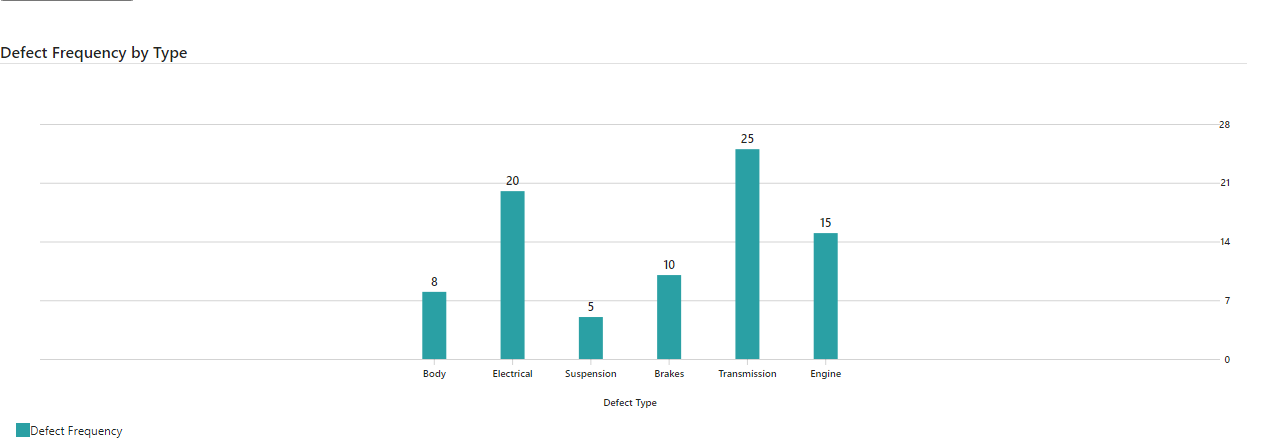 Defect Frequency by Type
28
25
20
21
15
14
10
8
5
7
0
Body Electrical Suspension Brakes Transmission Engine
Defect Type
Defect Frequency